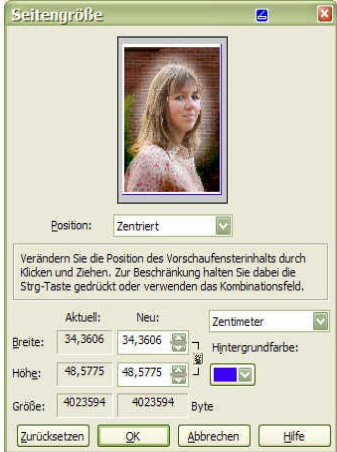 Seitengröße
Position: Zentriert
Verändern Sie die Position des Vorschaufensterinhalts durch
Klicken und Ziehen. Zur Beschränkung halten Sie dabei die
Strg-Taste gedrückt oder verwenden das Kombinationsfeld.
Aktuell: Neu: Zentimeter
Breite: 34,3606 34,3606 Hintergrundfarbe:
Höhe: 48,5775 48,5775
Größe: 4023594 4023594 Byte
Zurücksetzen OK Abbrechen Hilfe